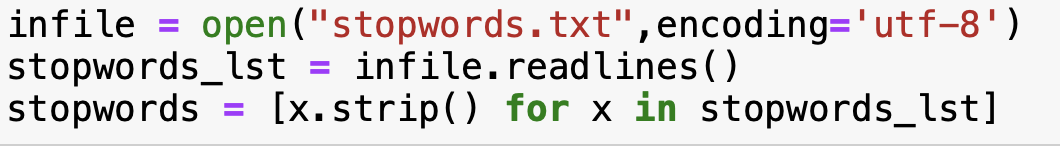 infile = open("stopwords.txt",encoding='utf-8')
stopwords_lst = infile.readlines()
stopwords = [x.strip() for x in stopwords_lst]